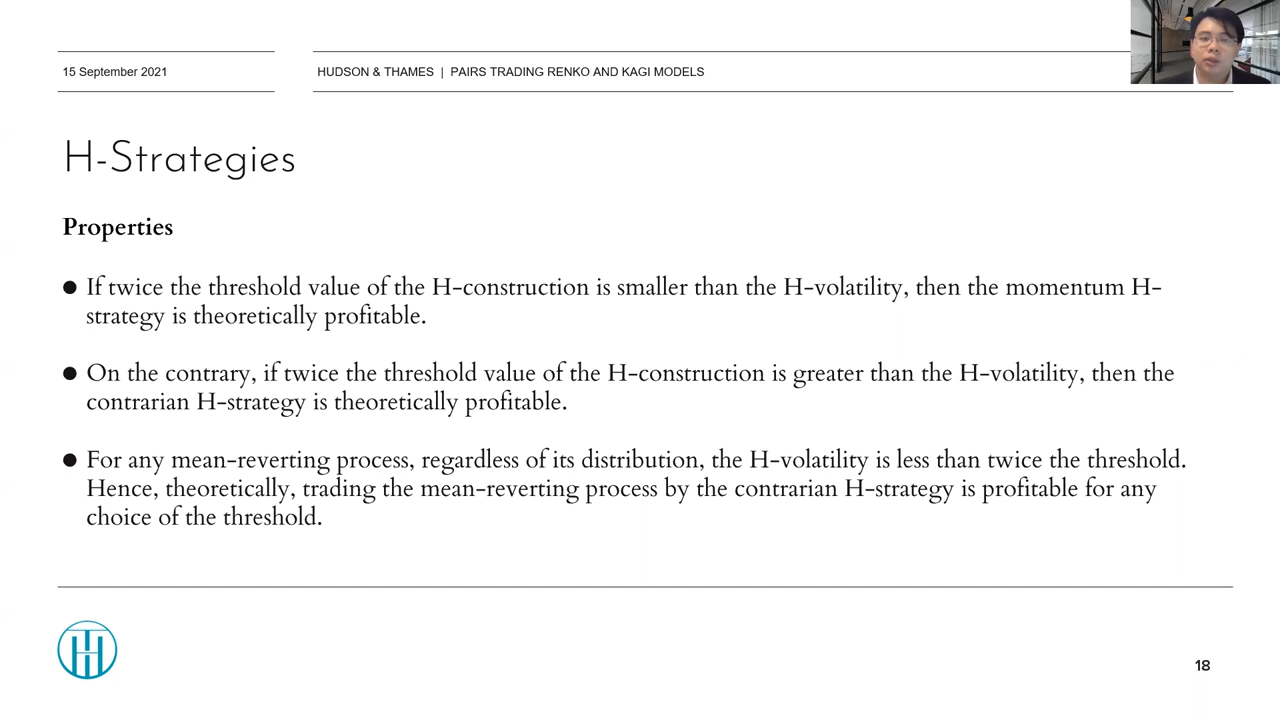 15 September 2021
HUDSON & THAMES | PAIRS TRADING RENKO AND KAGI MODELS
H-Strategies
Properties
● If twice the threshold value of the H-construction is smaller than the H-volatility, then the momentum H-
strategy is theoretically profitable.
● On the contrary, if twice the threshold value of the H-construction is greater than the H-volatility, then the
contrarian H-strategy is theoretically profitable.
● For any mean-reverting process, regardless of its distribution, the H-volatility is less than twice the threshold.
Hence, theoretically, trading the mean-reverting process by the contrarian H-strategy is profitable for any
choice of the threshold.
18